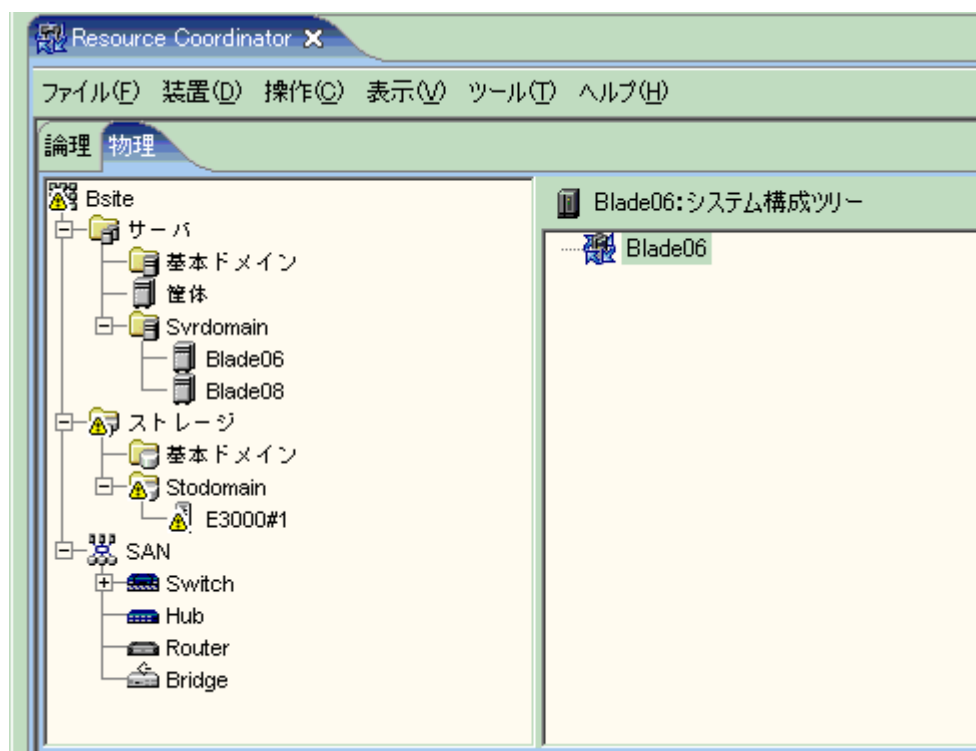 Resource Coordinator
ファイル(F) 装置(D) 操作(O) 表示(V) ツール(T) ヘルプ(H)
論理 物理
Bsite
サーバ
基本ドメイン
筐体
Svrdomain
Blade06
Blade08
ストレージ
基本ドメイン
Stodomain
E3000#1
SAN
Switch
Hub
Router
Bridge
Blade06:システム構成ツリー
Blade06